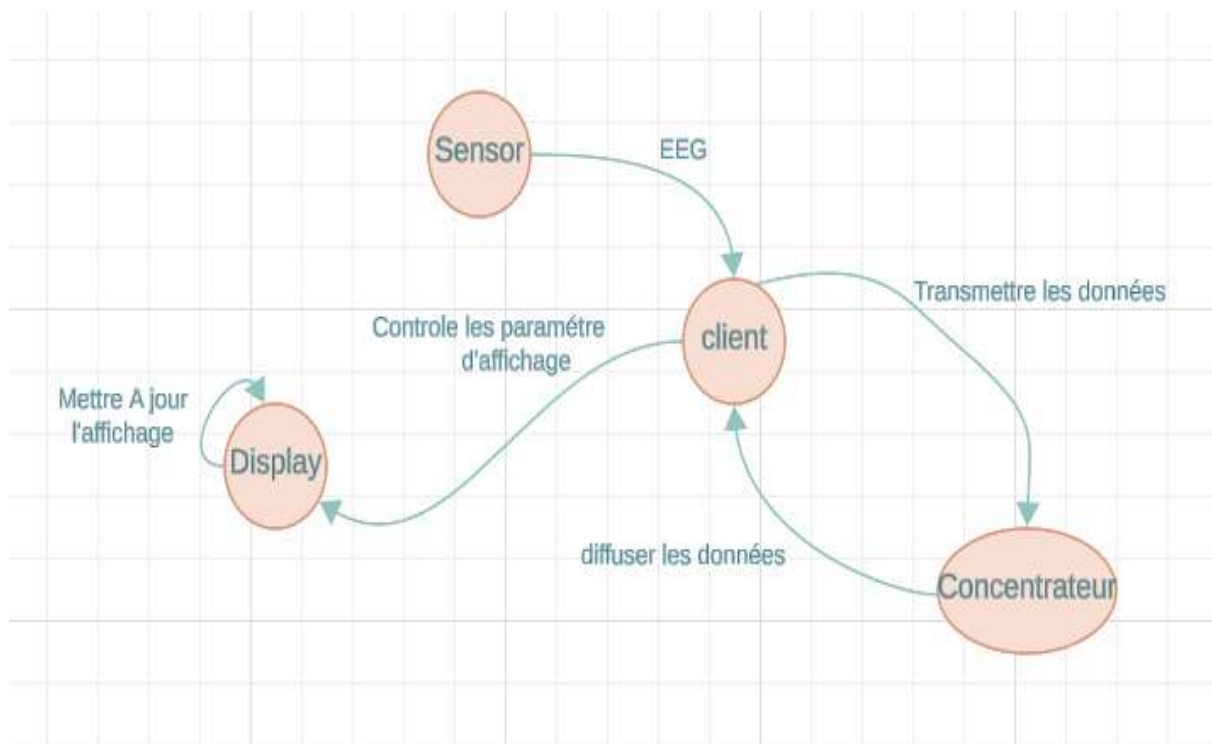 Sensor
EEG
Transmettre les données
client
Controle les paramétre
d'affichage
Mettre A jour
l'affichage
Display
diffuser les données
Concentrateur